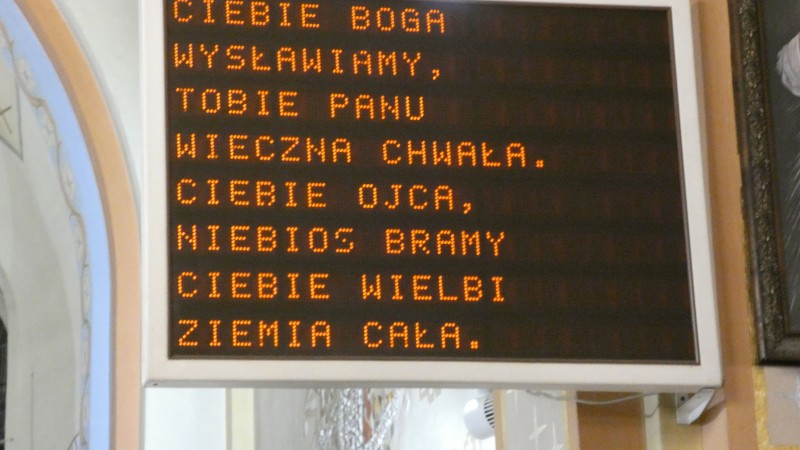 CIEBIE BOGA
WYSŁAWIAMY,
TOBIE PANU
WIECZNA CHWAŁA.
CIEBIE OJCA,
NIEBIOS BRAMY
CIEBIE WIELBI
ZIEMIA CAŁA.